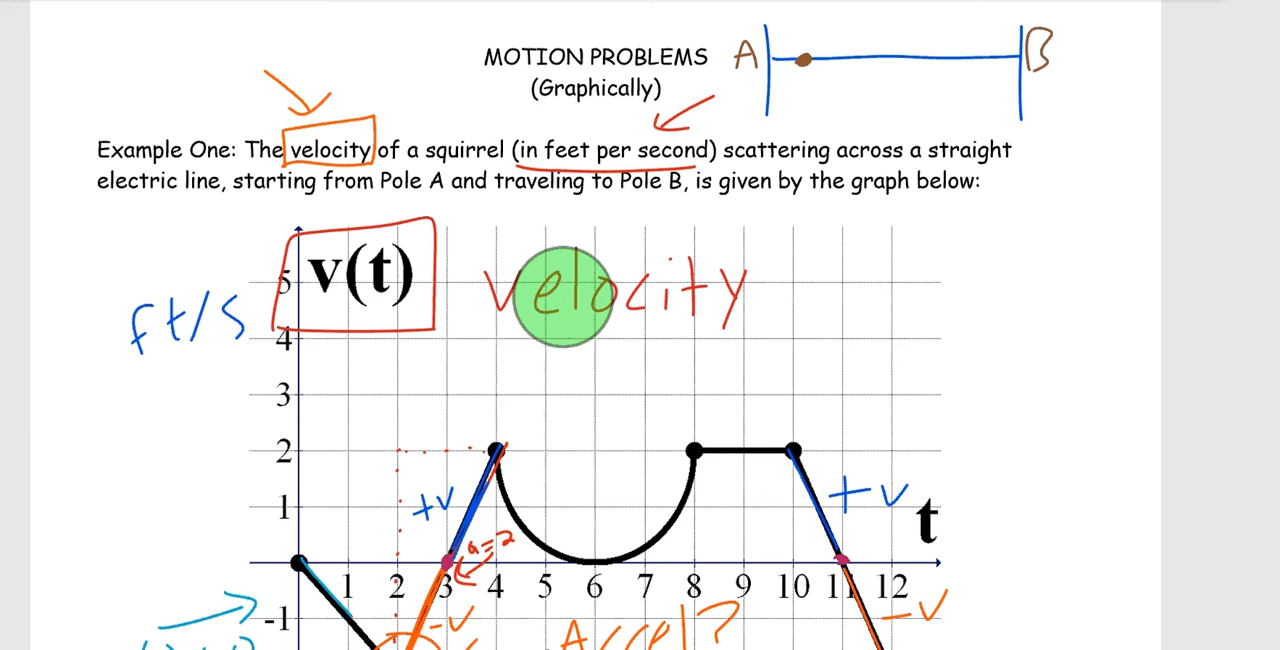 MOTION PROBLEMS
(Graphically)
A B
Example One: The velocity of a squirrel (in feet per second) scattering across a straight
electric line, starting from Pole A and traveling to Pole B, is given by the graph below:
v(t)
velocity
ft/s
5
4
3
2
1
+v
+v
t
a=2
1 2 3 4 5 6 7 8 9 10 11 12
-1
-v
-v
Accel?